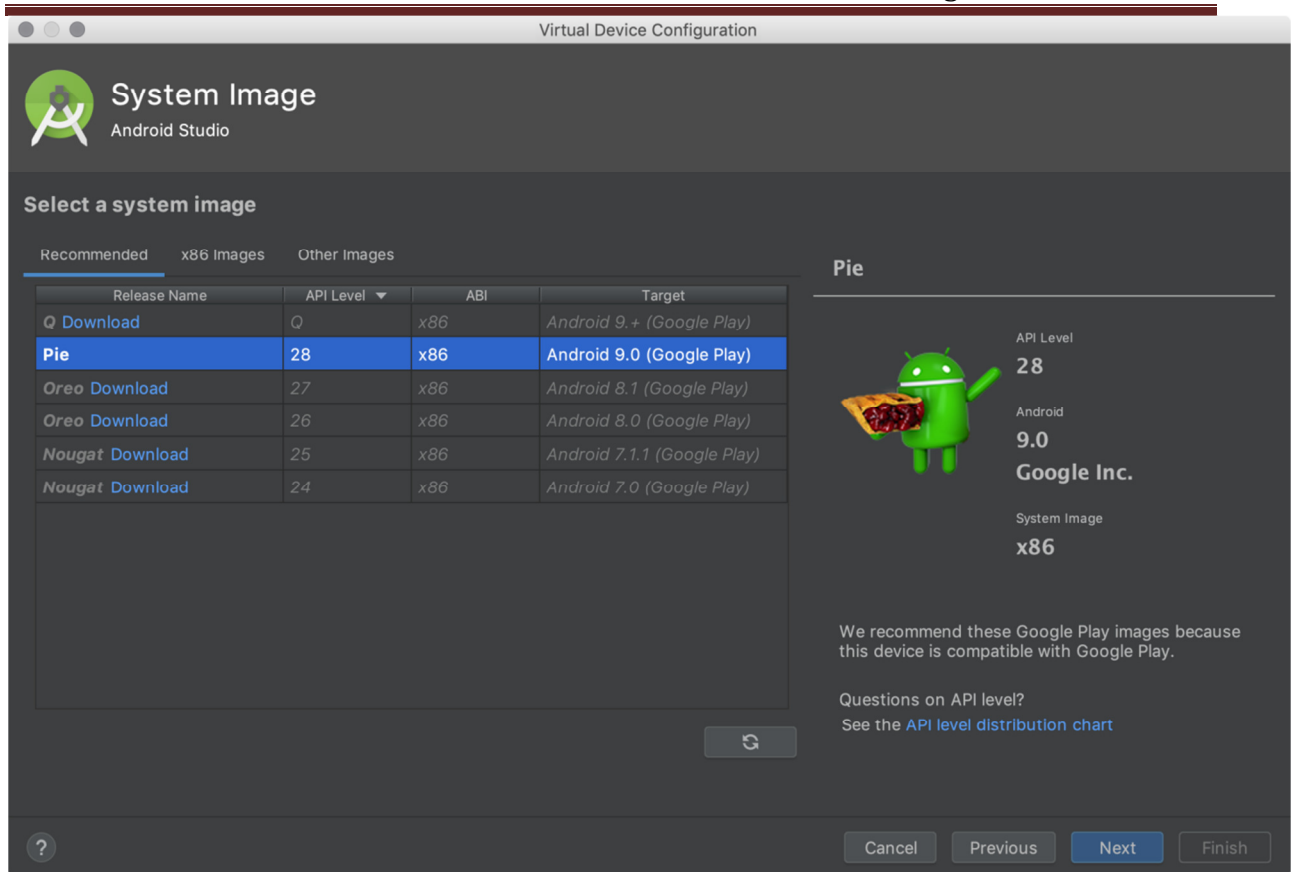 Virtual Device Configuration
System Image
Android Studio
Select a system image
Recommended x86 Images Other Images
Release Name API Level ABI Target
Q Download Q x86 Android 9.+ (Google Play)
Pie 28 x86 Android 9.0 (Google Play)
Oreo Download 27 x86 Android 8.1 (Google Play)
Oreo Download 26 x86 Android 8.0 (Google Play)
Nougat Download 25 x86 Android 7.1.1 (Google Play)
Nougat Download 24 x86 Android 7.0 (Google Play)
Pie
API Level
28
Android
9.0
Google Inc.
System Image
x86
We recommend these Google Play images because
this device is compatible with Google Play.
Questions on API level?
See the API level distribution chart
?
Cancel Previous Next Finish